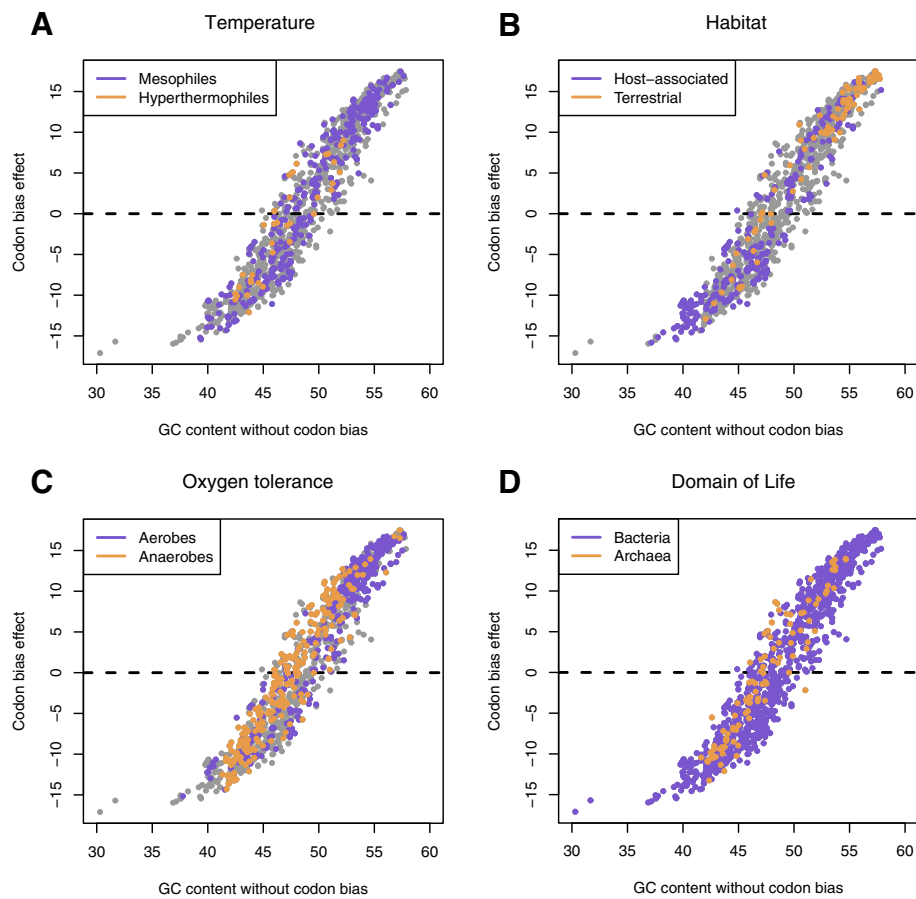 A
Temperature
Mesophiles
Hyperthermophiles
Codon bias effect
15
10
5
0
−5
−10
−15
30 35 40 45 50 55 60
GC content without codon bias
B
Habitat
Host−associated
Terrestrial
Codon bias effect
15
10
5
0
−5
−10
−15
30 35 40 45 50 55 60
GC content without codon bias
C
Oxygen tolerance
Aerobes
Anaerobes
Codon bias effect
15
10
5
0
−5
−10
−15
30 35 40 45 50 55 60
GC content without codon bias
D
Domain of Life
Bacteria
Archaea
Codon bias effect
15
10
5
0
−5
−10
−15
30 35 40 45 50 55 60
GC content without codon bias